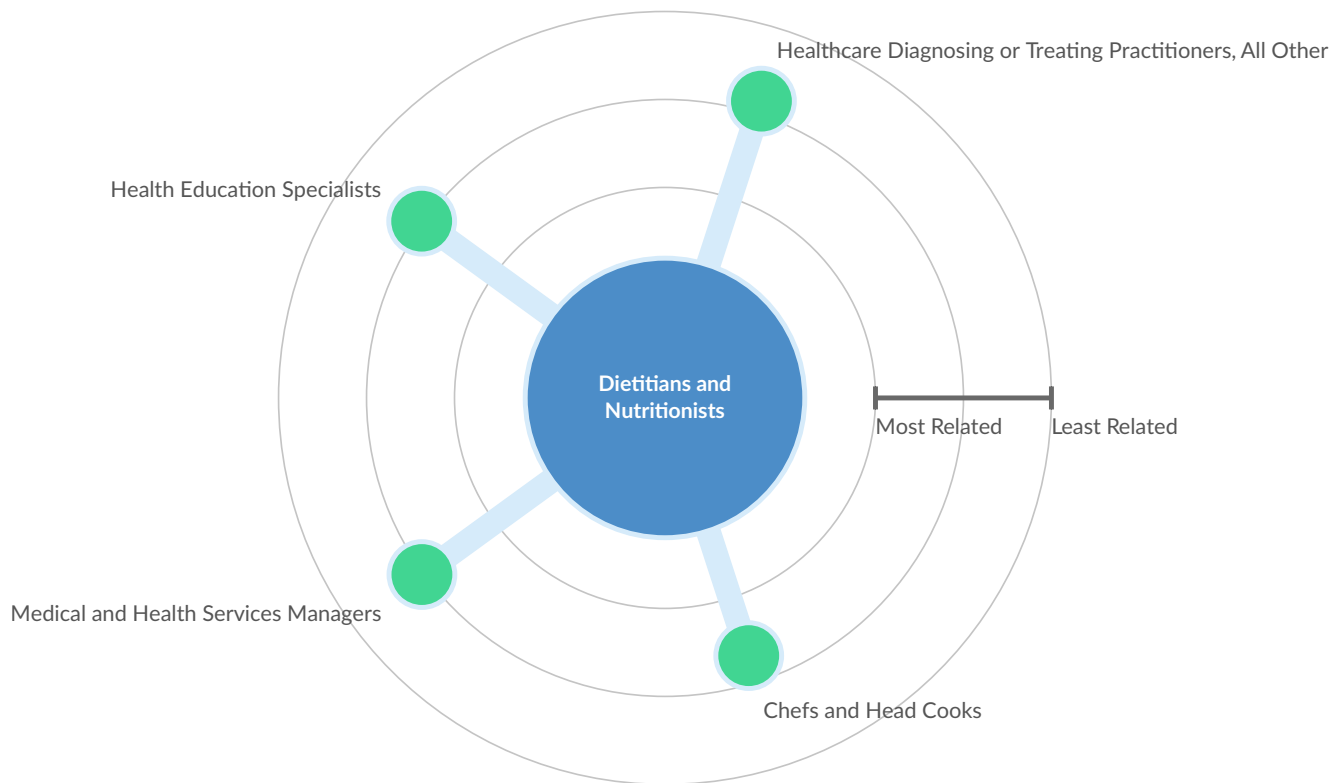 Healthcare Diagnosing or Treating Practitioners, All Other
Health Education Specialists
Dietitians and
Nutritionists
Most Related
Least Related
Medical and Health Services Managers
Chefs and Head Cooks